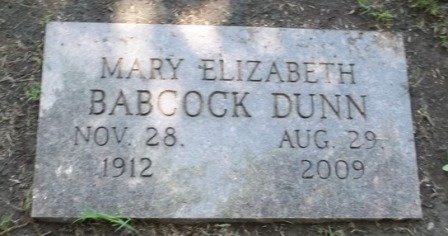 MARY ELIZABETH
BABCOCK DUNN
NOV. 28. AUG. 29.
1912 2009